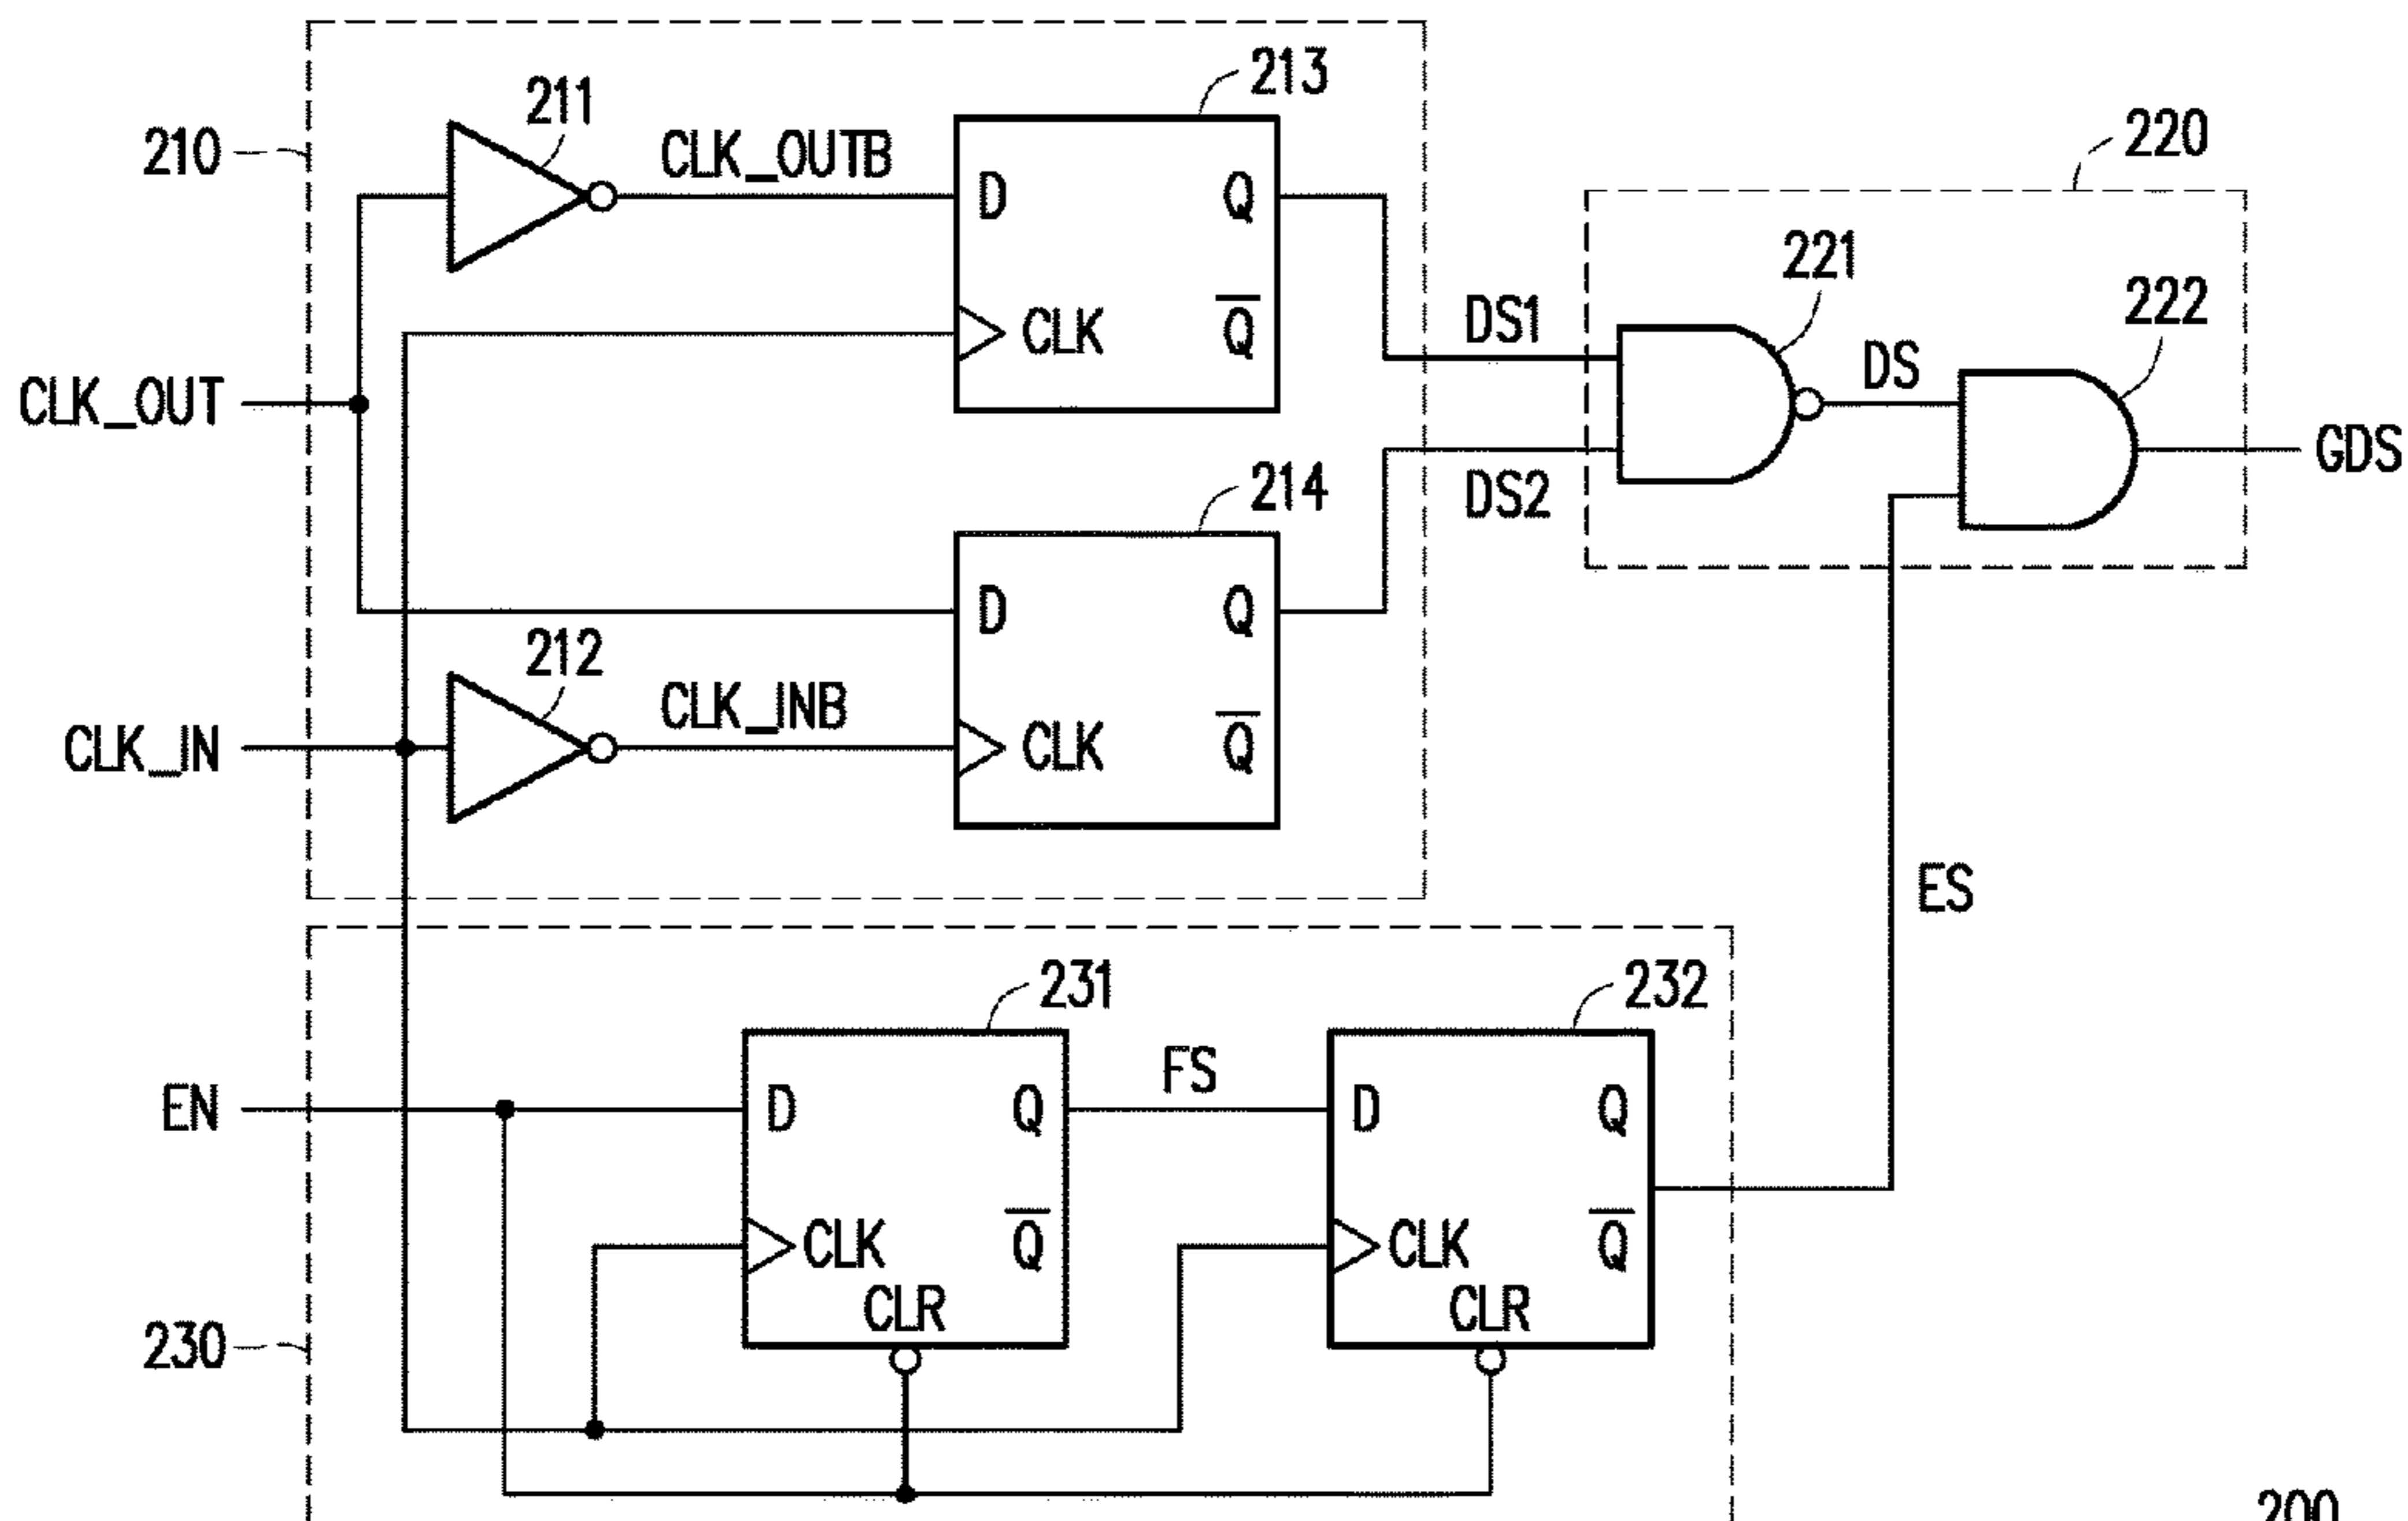 213
211
220
210
CLK_OUTB
D
Q
221
222
DS1
CLK
Q
DS
CLK_OUT
GDS
214
DS2
D
Q
212
CLK_INB
CLK_IN
CLK
Q
ES
231
232
FS
EN
D
Q
D
Q
CLK
Q
CLK
Q
CLR
CLR
230
200